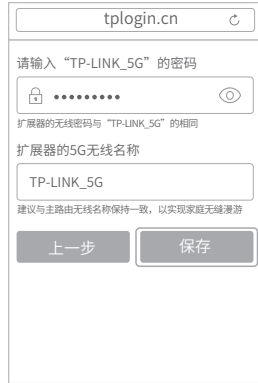 tplogin.cn
请输入“TP-LINK_5G”的密码
•••••••••
扩展器的无线密码与“TP-LINK_5G”的相同
扩展器的5G无线名称
TP-LINK_5G
建议与主路由无线名称保持一致，以实现家庭无缝漫游
上一步 保存